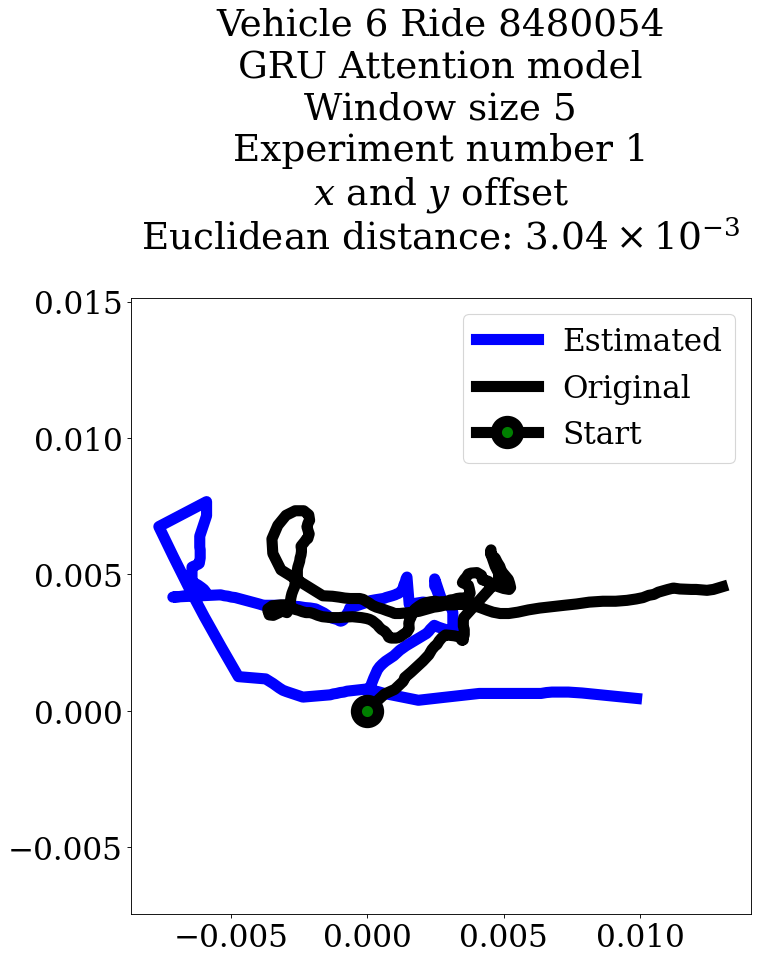 Vehicle 6 Ride 8480054
GRU Attention model
Window size 5
Experiment number 1
x and y offset
Euclidean distance: 3.04 × 10⁻³
0.015
0.010
0.005
0.000
−0.005
Estimated
Original
Start
−0.005 0.000 0.005 0.010